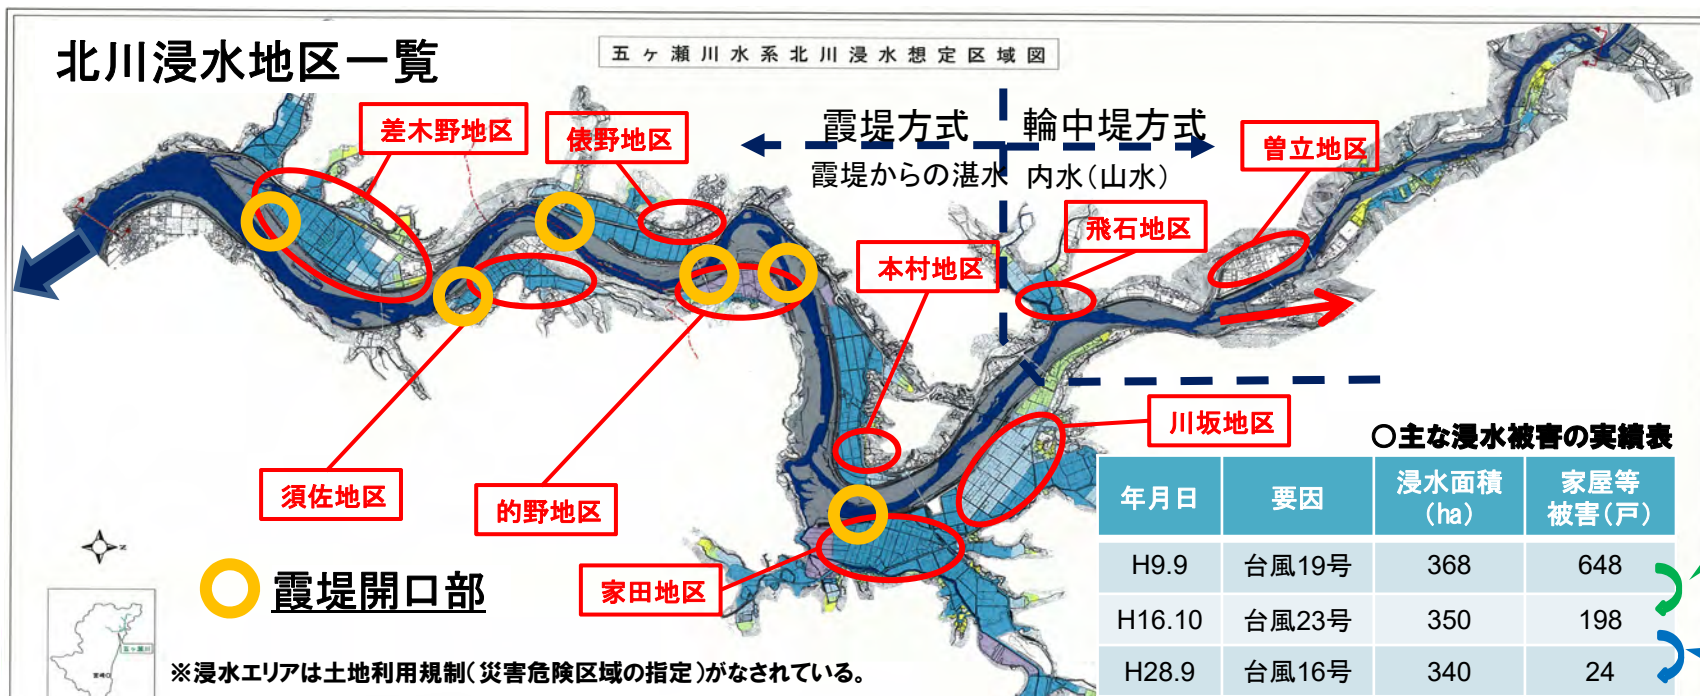 北川浸水地区一覧
五ヶ瀬川水系北川浸水想定区域図
差木野地区
俵野地区
霞堤方式
輪中堤方式
霞堤からの湛水
内水(山水)
曽立地区
飛石地区
本村地区
川坂地区
須佐地区
的野地区
家田地区
霞堤開口部
※浸水エリアは土地利用規制(災害危険区域の指定)がなされている。
N
五ヶ瀬川
○主な浸水被害の実績表
年月日 要因 浸水面積(ha) 家屋等被害(戸)
H9.9 台風19号 368 648
H16.10 台風23号 350 198
H28.9 台風16号 340 24